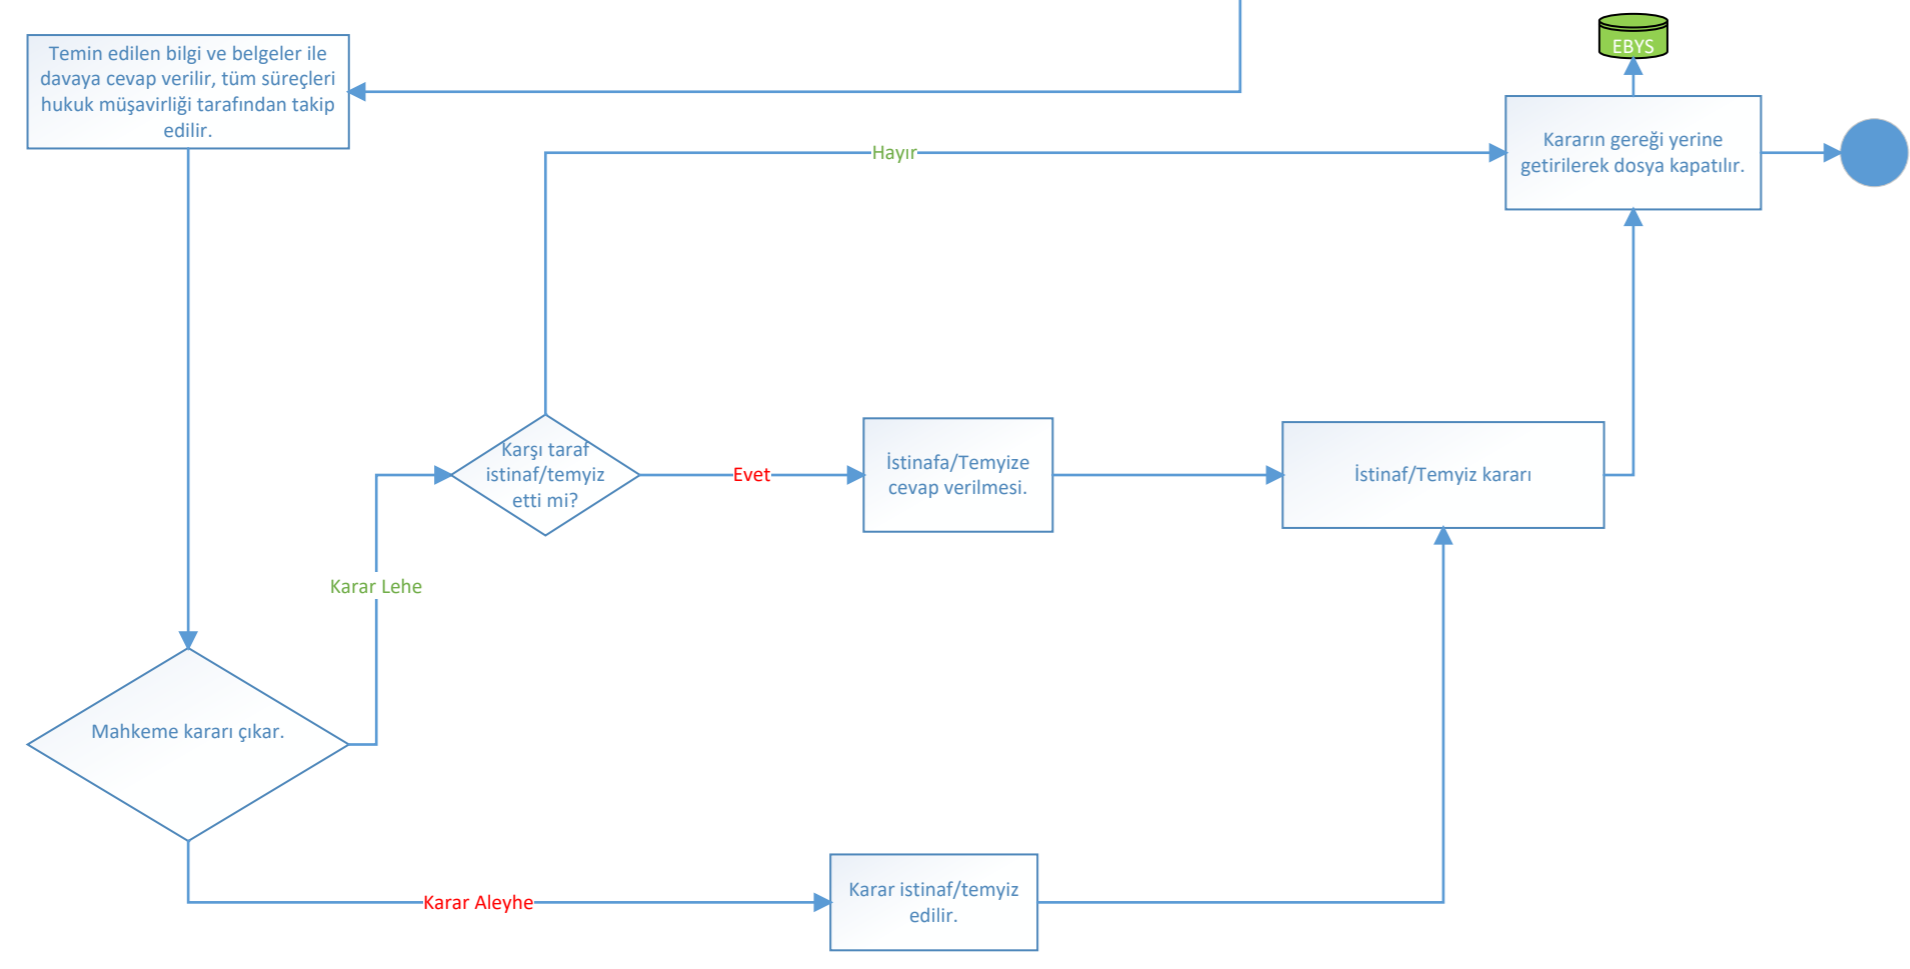 Temin edilen bilgi ve belgeler ile
davaya cevap verilir, tüm süreçleri
hukuk müşavirliği tarafından takip
edilir.
EBYS
Kararın gereği yerine
getirilerek dosya kapatılır.
Hayır
Karşı taraf
istinaf/temyiz
etti mi?
Evet
İstinafa/Temyize
cevap verilmesi.
İstinaf/Temyiz kararı
Karar Lehe
Mahkeme kararı çıkar.
Karar Aleyhe
Karar istinaf/temyiz
edilir.